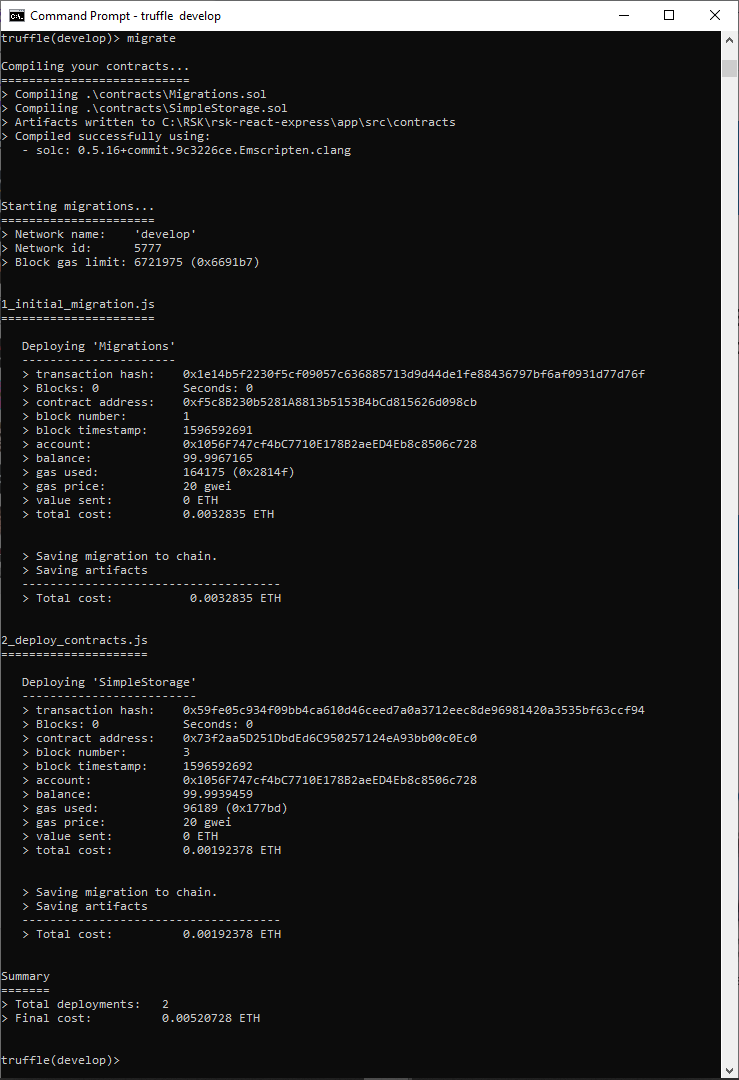 Command Prompt - truffle  develop
truffle(develop)> migrate
Compiling your contracts...
===========================
> Compiling .\contracts\Migrations.sol
> Compiling .\contracts\SimpleStorage.sol
> Artifacts written to C:\RSK\rsk-react-express\app\src\contracts
> Compiled successfully using:
   - solc: 0.5.16+commit.9c3226ce.Emscripten.clang
Starting migrations...
======================
> Network name:    'develop'
> Network id:      5777
> Block gas limit: 6721975 (0x6691b7)
1_initial_migration.js
======================
   Deploying 'Migrations'
   ----------------------
   > transaction hash:    0x1e14b5f2230f5cf09057c636885713d9d44de1fe88436797bf6af0931d77d76f
   > Blocks: 0            Seconds: 0
   > contract address:    0xf5c8B230b5281A8813b5153B4bCd815626d098cb
   > block number:        1
   > block timestamp:     1596592691
   > account:             0x1056F747cf4bC7710E178B2aeED4Eb8c8506c728
   > balance:             99.9967165
   > gas used:            164175 (0x2814f)
   > gas price:           20 gwei
   > value sent:          0 ETH
   > total cost:          0.0032835 ETH
   > Saving migration to chain.
   > Saving artifacts
   -------------------------------------
   > Total cost:           0.0032835 ETH
2_deploy_contracts.js
=====================
   Deploying 'SimpleStorage'
   -------------------------
   > transaction hash:    0x59fe05c934f09bb4ca610d46ceed7a0a3712eec8de96981420a3535bf63ccf94
   > Blocks: 0            Seconds: 0
   > contract address:    0x73f2aa5D251DbdEd6C950257124eA93bb00c0Ec0
   > block number:        3
   > block timestamp:     1596592692
   > account:             0x1056F747cf4bC7710E178B2aeED4Eb8c8506c728
   > balance:             99.9939459
   > gas used:            96189 (0x177bd)
   > gas price:           20 gwei
   > value sent:          0 ETH
   > total cost:          0.00192378 ETH
   > Saving migration to chain.
   > Saving artifacts
   -------------------------------------
   > Total cost:          0.00192378 ETH
Summary
=======
> Total deployments:   2
> Final cost:          0.00520728 ETH
truffle(develop)>